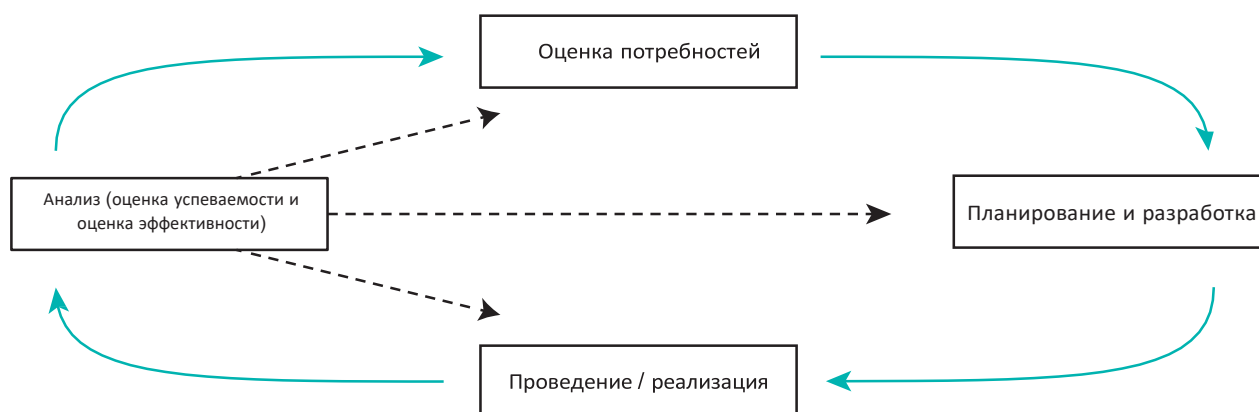 Оценка потребностей
Анализ (оценка успеваемости и
оценка эффективности)
Планирование и разработка
Проведение / реализация